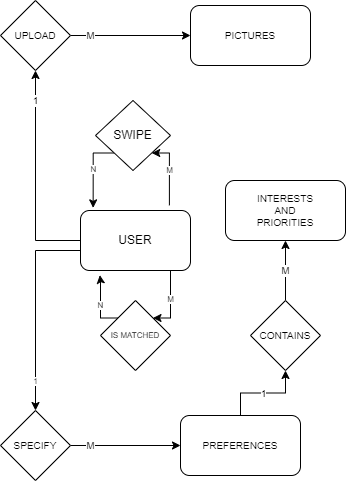 UPLOAD
M
PICTURES
1
SWIPE
N
M
INTERESTS
AND
PRIORITIES
USER
M
N
M
IS MATCHED
CONTAINS
1
1
SPECIFY
M
PREFERENCES